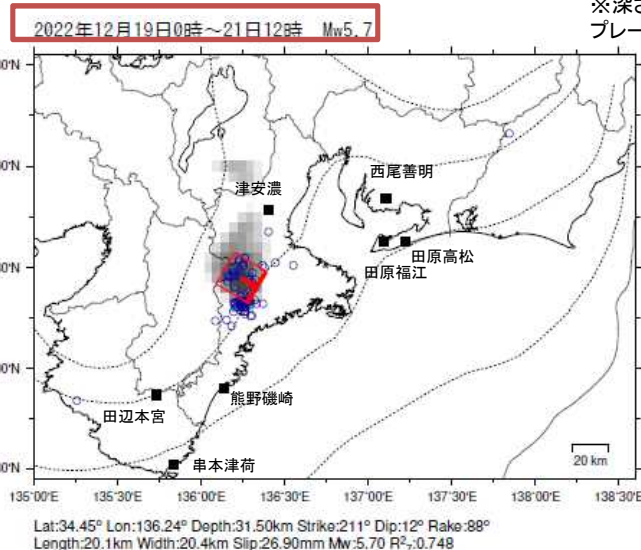 2022年12月19日0時～21日12時 Mw5.7
※深さ
プレー
津安濃
西尾善明
田原高松
田原福江
熊野磯崎
田辺本宮
串本津荷
20 km
135°00'E 135°30'E 136°00'E 136°30'E 137°00'E 137°30'E 138°00'E 138°30'E
Lat:34.45° Lon:136.24° Depth:31.50km Strike:211° Dip:12° Rake:88°
Length:20.1km Width:20.4km Slip:26.90mm Mw:5.70 R²₇:0.748